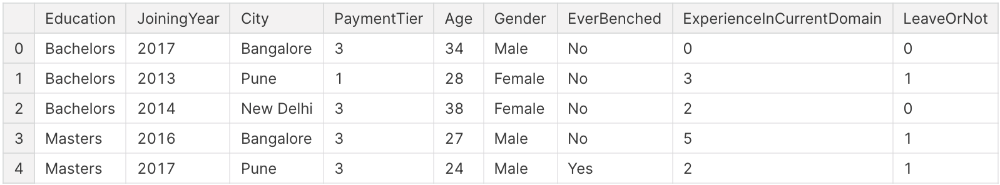 Education JoiningYear City PaymentTier Age Gender EverBenched ExperienceInCurrentDomain LeaveOrNot
0 Bachelors 2017 Bangalore 3 34 Male No 0 0
1 Bachelors 2013 Pune 1 28 Female No 3 1
2 Bachelors 2014 New Delhi 3 38 Female No 2 0
3 Masters 2016 Bangalore 3 27 Male No 5 1
4 Masters 2017 Pune 3 24 Male Yes 2 1